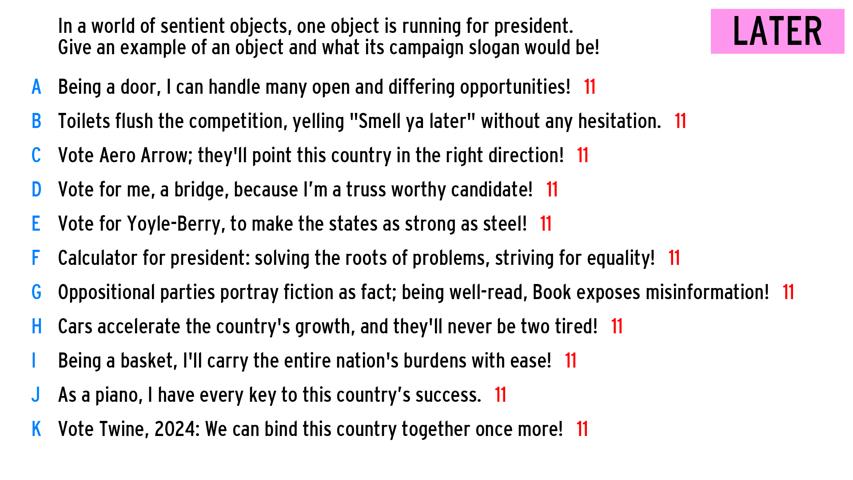 In a world of sentient objects, one object is running for president.
Give an example of an object and what its campaign slogan would be!
LATER
A Being a door, I can handle many open and differing opportunities! 11
B Toilets flush the competition, yelling "Smell ya later" without any hesitation. 11
C Vote Aero Arrow; they'll point this country in the right direction! 11
D Vote for me, a bridge, because I’m a truss worthy candidate! 11
E Vote for Yoyle-Berry, to make the states as strong as steel! 11
F Calculator for president: solving the roots of problems, striving for equality! 11
G Oppositional parties portray fiction as fact; being well-read, Book exposes misinformation! 11
H Cars accelerate the country's growth, and they'll never be two tired! 11
I Being a basket, I'll carry the entire nation's burdens with ease! 11
J As a piano, I have every key to this country’s success. 11
K Vote Twine, 2024: We can bind this country together once more! 11